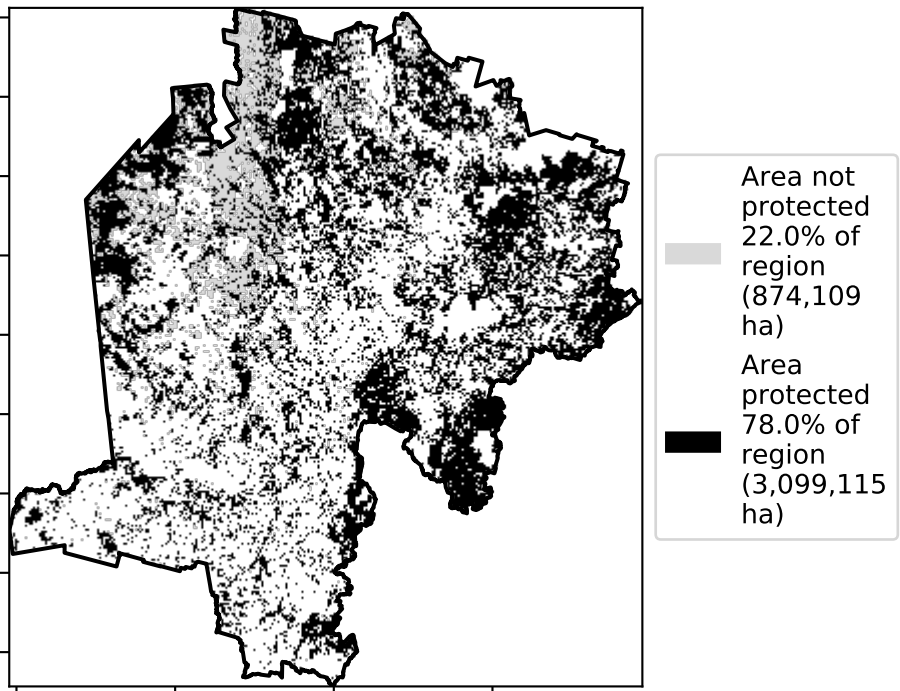 Area not
protected
22.0% of
region
(874,109
ha)
Area
protected
78.0% of
region
(3,099,115
ha)